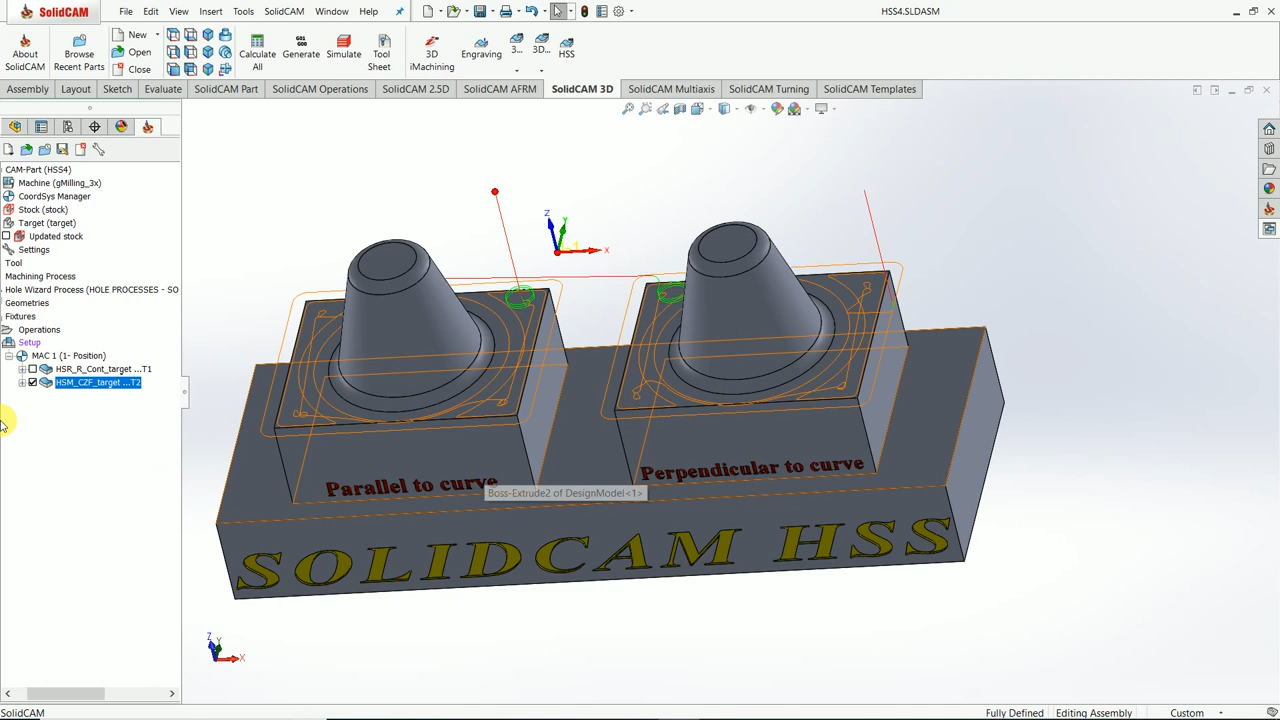 SolidCAM
File
Edit
View
Insert
Tools
SolidCAM
Window
Help
HSS4.SLDASM
About SolidCAM
Browse Recent Parts
New
Open
Close
Calculate All
Generate
Simulate
Tool Sheet
3D iMachining
Engraving
3...
3D...
HSS
Assembly
Layout
Sketch
Evaluate
SolidCAM Part
SolidCAM Operations
SolidCAM 2.5D
SolidCAM AFRM
SolidCAM 3D
SolidCAM Multiaxis
SolidCAM Turning
SolidCAM Templates
CAM-Part (HSS4)
Machine (gMilling_3x)
CoordSys Manager
Stock (stock)
Target (target)
Updated stock
Settings
Tool
Machining Process
Hole Wizard Process (HOLE PROCESSES - SO
Geometries
Fixtures
Operations
Setup
MAC 1 (1- Position)
HSR_R_Cont_target ...T1
HSM_CZF_target ...T2
Z
Y
X
Parallel to curve
Perpendicular to curve
Boss-Extrude2 of DesignModel<1>
SOLIDCAM HSS
Z
Y
X
SolidCAM
Fully Defined
Editing Assembly
Custom